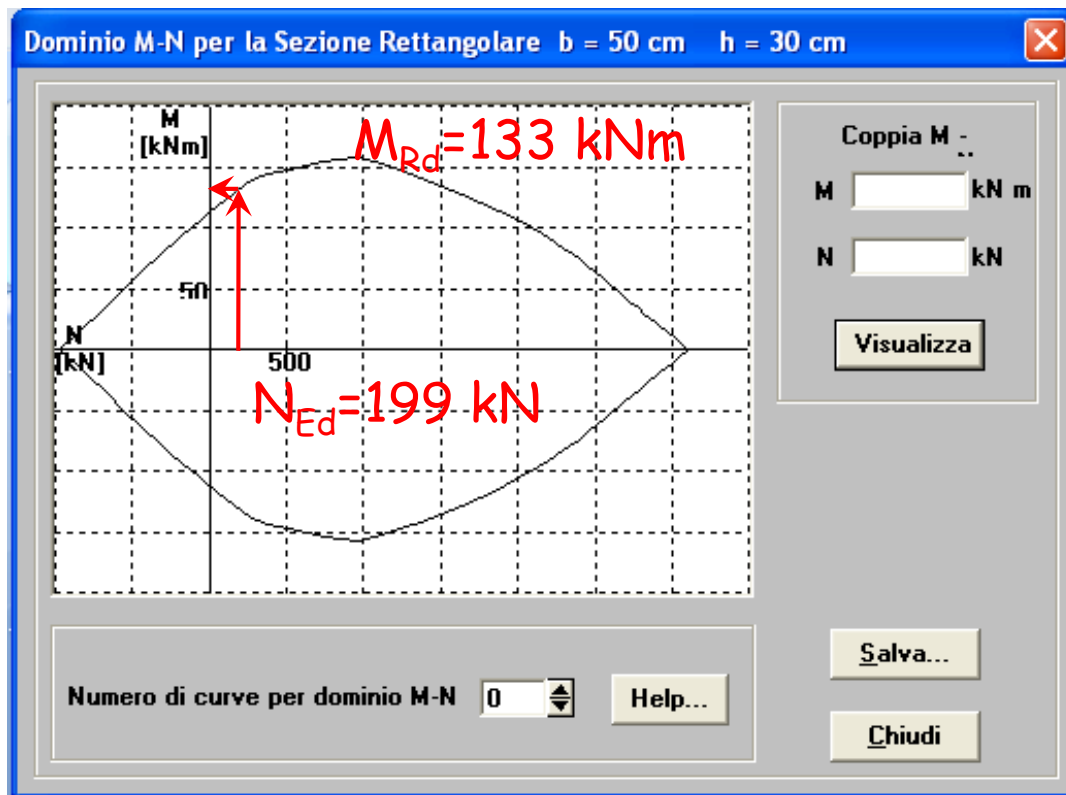 Dominio M-N per la Sezione Rettangolare b = 50 cm h = 30 cm
M
[kNm]
M_Rd=133 kNm
50
N
[kN]
500
N_Ed=199 kN
Coppia M -
M kN m
N kN
Visualizza
Numero di curve per dominio M-N 0 Help...
Salva...
Chiudi